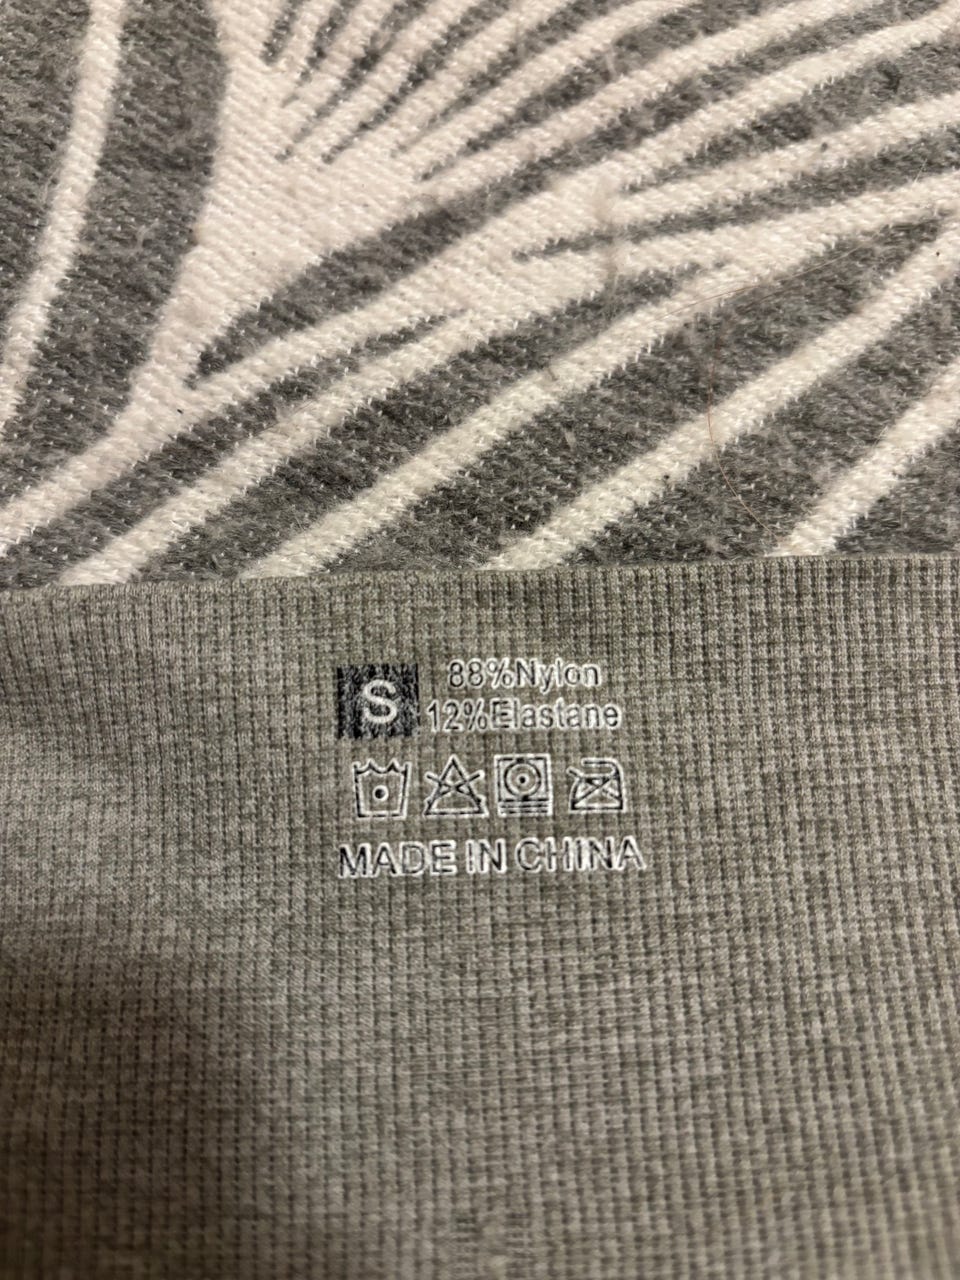 S
88%Nylon
12%Elastane
MADE IN CHINA